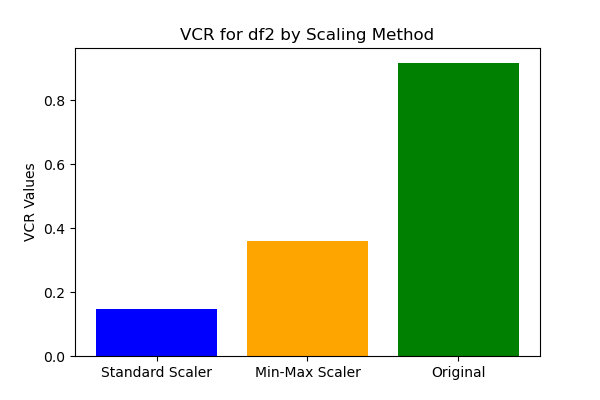 VCR for df2 by Scaling Method
VCR Values
0.8
0.6
0.4
0.2
0.0
Standard Scaler
Min-Max Scaler
Original